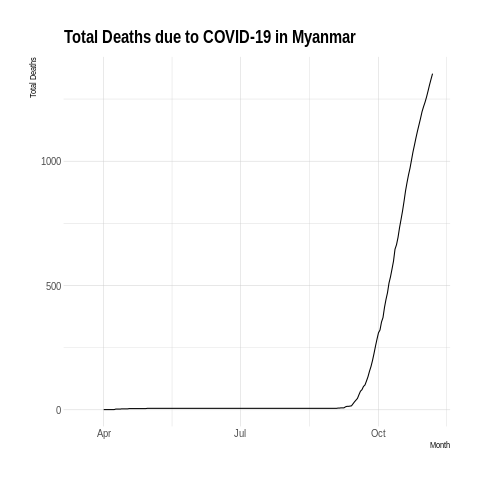 Total Deaths due to COVID-19 in Myanmar
Total Deaths
1000
500
0
Apr
Jul
Oct
Month